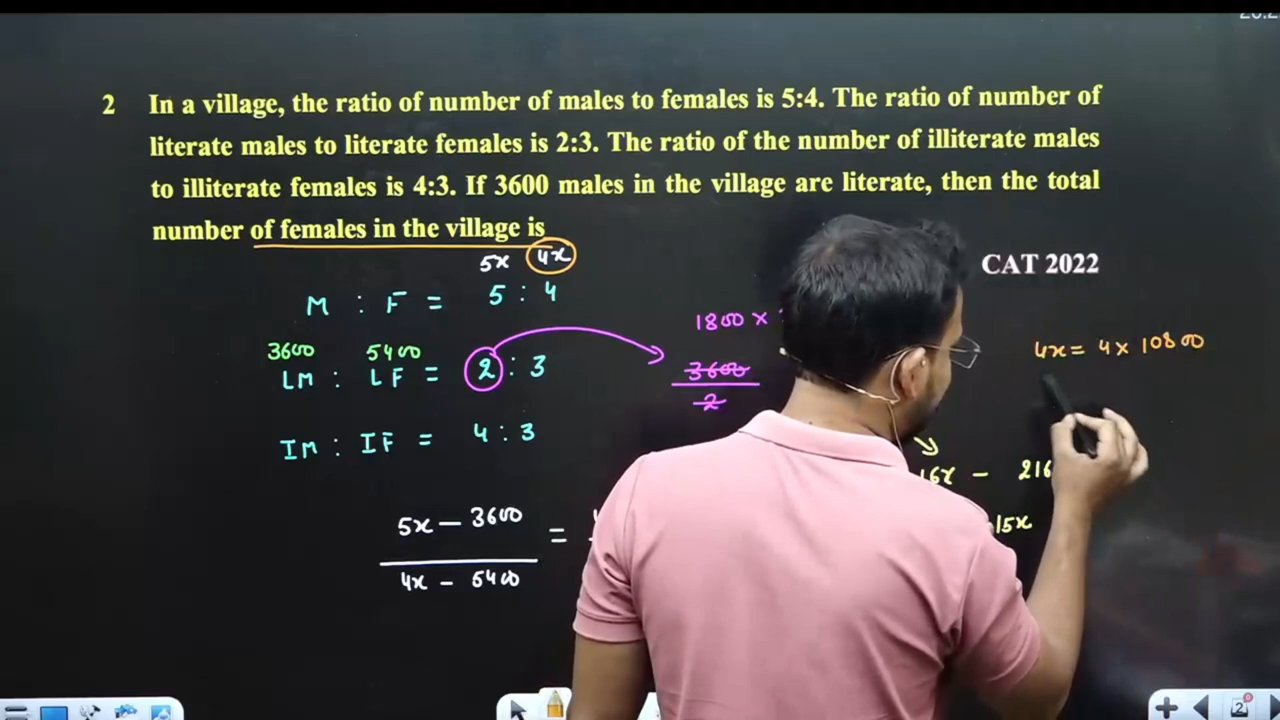 2 In a village, the ratio of number of males to females is 5:4. The ratio of number of
literate males to literate females is 2:3. The ratio of the number of illiterate males
to illiterate females is 4:3. If 3600 males in the village are literate, then the total
number of females in the village is
CAT 2022
5x 4x
M : F = 5 : 4
1800 ×
3600 5400
LM : LF = 2 : 3
3600
2
4x = 4 × 10800
IM : IF = 4 : 3
16x - 216
15x
5x - 3600
=
4x - 5400
2